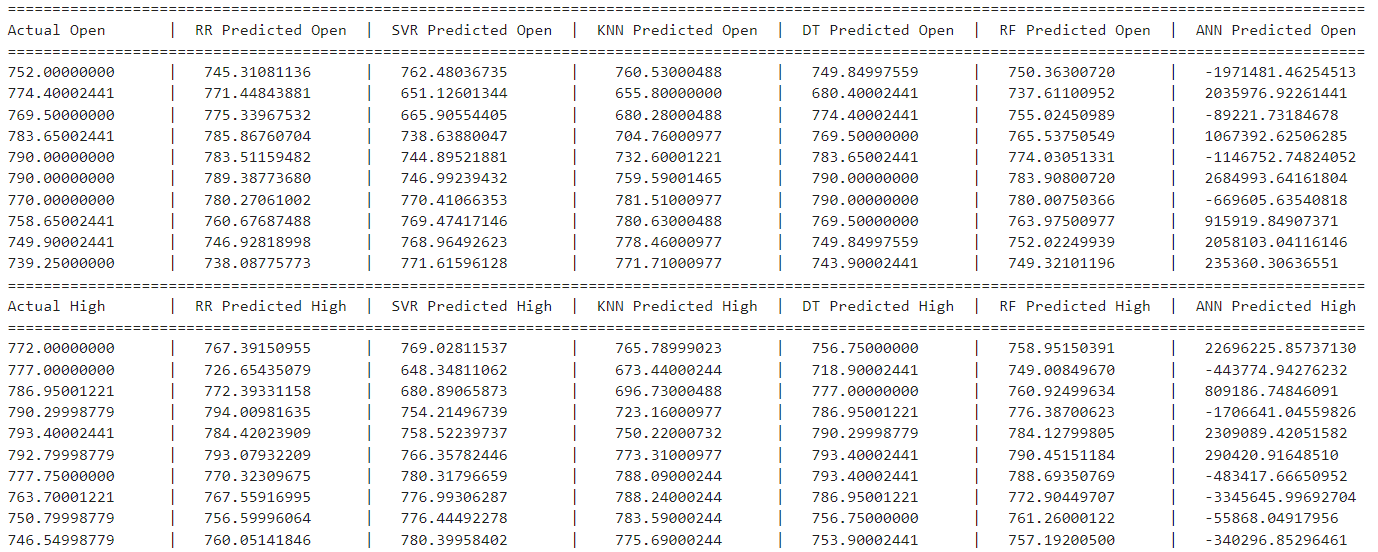 ================================================================================================================================================================
Actual Open | RR Predicted Open | SVR Predicted Open | KNN Predicted Open | DT Predicted Open | RF Predicted Open | ANN Predicted Open
================================================================================================================================================================
752.00000000 | 745.31081136 | 762.48036735 | 760.53000488 | 749.84997559 | 750.36300720 | -1971481.46254513
774.40002441 | 771.44843881 | 651.12601344 | 655.80000000 | 680.40002441 | 737.61100952 | 2035976.92261441
769.50000000 | 775.33967532 | 665.90554405 | 680.28000488 | 774.40002441 | 755.02450989 | -89221.73184678
783.65002441 | 785.86760704 | 738.63880047 | 704.76000977 | 769.50000000 | 765.53750549 | 1067392.62506285
790.00000000 | 783.51159482 | 744.89521881 | 732.60001221 | 783.65002441 | 774.03051331 | -1146752.74824052
790.00000000 | 789.38773680 | 746.99239432 | 759.59001465 | 790.00000000 | 783.90800720 | 2684993.64161804
770.00000000 | 780.27061002 | 770.41066353 | 781.51000977 | 790.00000000 | 780.00750366 | -669605.63540818
758.65002441 | 760.67687488 | 769.47417146 | 780.63000488 | 769.50000000 | 763.97500977 | 915919.84907371
749.90002441 | 746.92818998 | 768.96492623 | 778.46000977 | 749.84997559 | 752.02249939 | 2058103.04116146
739.25000000 | 738.08775773 | 771.61596128 | 771.71000977 | 743.90002441 | 749.32101196 | 235360.30636551
================================================================================================================================================================
Actual High | RR Predicted High | SVR Predicted High | KNN Predicted High | DT Predicted High | RF Predicted High | ANN Predicted High
================================================================================================================================================================
772.00000000 | 767.39150955 | 769.02811537 | 765.78999023 | 756.75000000 | 758.95150391 | 22696225.85737130
777.00000000 | 726.65435079 | 648.34811062 | 673.44000244 | 718.90002441 | 749.00849670 | -443774.94276232
786.95001221 | 772.39331158 | 680.89065873 | 696.73000488 | 777.00000000 | 760.92499634 | 809186.74846091
790.29998779 | 794.00981635 | 754.21496739 | 723.16000977 | 786.95001221 | 776.38700623 | -1706641.04559826
793.40002441 | 784.42023909 | 758.52239737 | 750.22000732 | 790.29998779 | 784.12799805 | 2309089.42051582
792.79998779 | 793.07932209 | 766.35782446 | 773.31000977 | 793.40002441 | 790.45151184 | 290420.91648510
777.75000000 | 770.32309675 | 780.31796659 | 788.09000244 | 793.40002441 | 788.69350769 | -483417.66650952
763.70001221 | 767.55916995 | 776.99306287 | 788.24000244 | 786.95001221 | 772.90449707 | -3345645.99692704
750.79998779 | 756.59996064 | 776.44492278 | 783.59000244 | 756.75000000 | 761.26000122 | -55868.04917956
746.54998779 | 760.05141846 | 780.39958402 | 775.69000244 | 753.90002441 | 757.19200500 | -340296.85296461